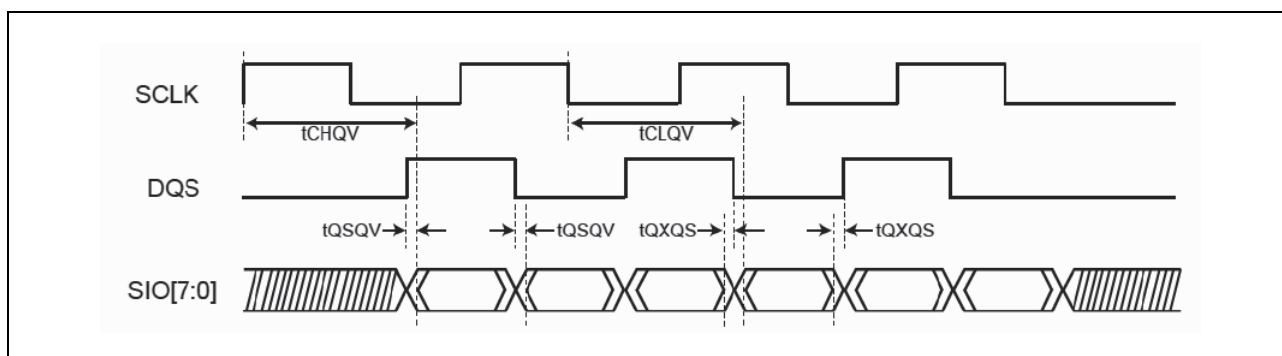 SCLK
tCHQV
tCLQV
DQS
tQSQV
tQSQV
tQXQS
tQXQS
SIO[7:0]